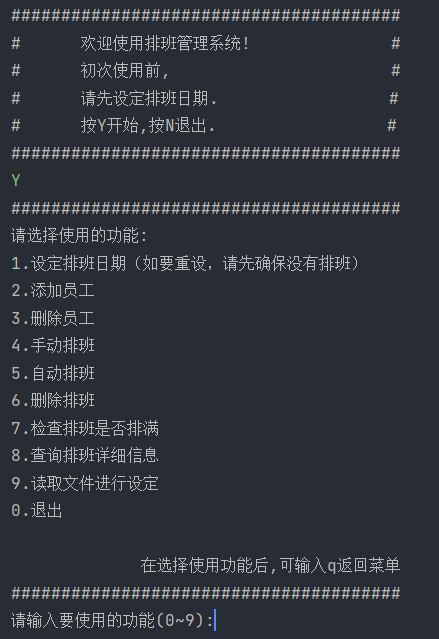 #######################################
#      欢迎使用排班管理系统!              #
#      初次使用前,                      #
#      请先设定排班日期.                 #
#      按Y开始,按N退出.                 #
#######################################
Y
#######################################
请选择使用的功能:
1.设定排班日期（如要重设，请先确保没有排班）
2.添加员工
3.删除员工
4.手动排班
5.自动排班
6.删除排班
7.检查排班是否排满
8.查询排班详细信息
9.读取文件进行设定
0.退出
在选择使用功能后,可输入q返回菜单
#######################################
请输入要使用的功能(0~9):